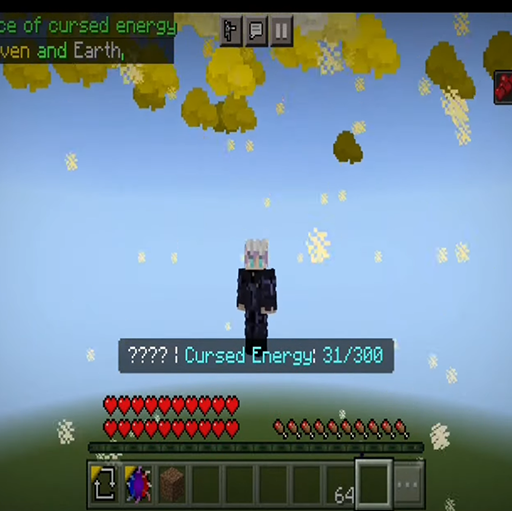 ce of cursed energy
ven and Earth,
???? | Cursed Energy: 31/300
64
...